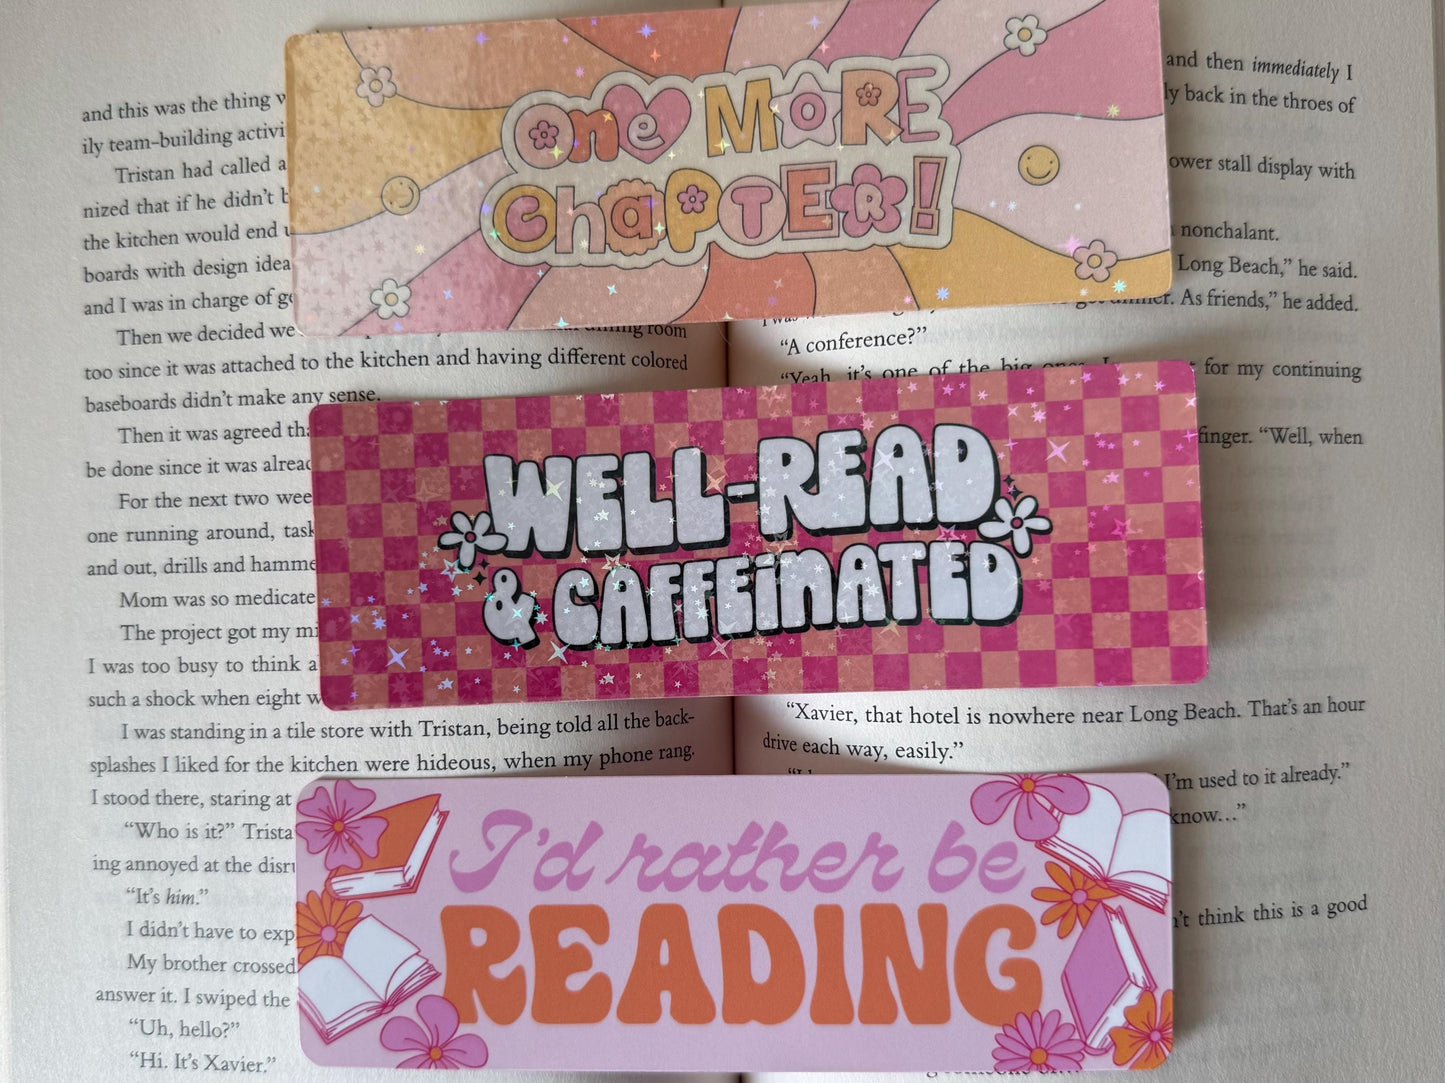 and this was the thing
ily team-building activi
Tristan had called a
nized that if he didn't
the kitchen would end
boards with design idea
and I was in charge of
Then we decided we
dining room
too since it was attached to the kitchen and having different colored
baseboards didn't make any sense.
Then it was agreed
be done since it was
For the next two
one running around,
and out, drills and
Mom was so
The project got my
I was too busy to think a
such a shock when eight
I was standing in a tile store with Tristan, being told all the back-
splashes I liked for the kitchen were hideous, when my phone rang.
I stood there, staring at
"Who is it?"
ing annoyed at the
"It's him."
I didn't have to
My brother crossed
answer it. I swiped the
"Uh, hello?"
"Hi. It's Xavier."
ONE MORE
CHAPTER!
WELL-READ
& CAFFEINATED
I'd rather be
READING
and then immediately I
ly back in the throes of
ower stall display with
nonchalant.
Long Beach," he said.
dinner. As friends," he added.
"A conference?"
"Yeah, it's one of the big
for my continuing
finger. "Well, when
"Xavier, that hotel is nowhere near Long Beach. That's an hour
drive each way, easily."
I'm used to it already."
know…"
't think this is a good